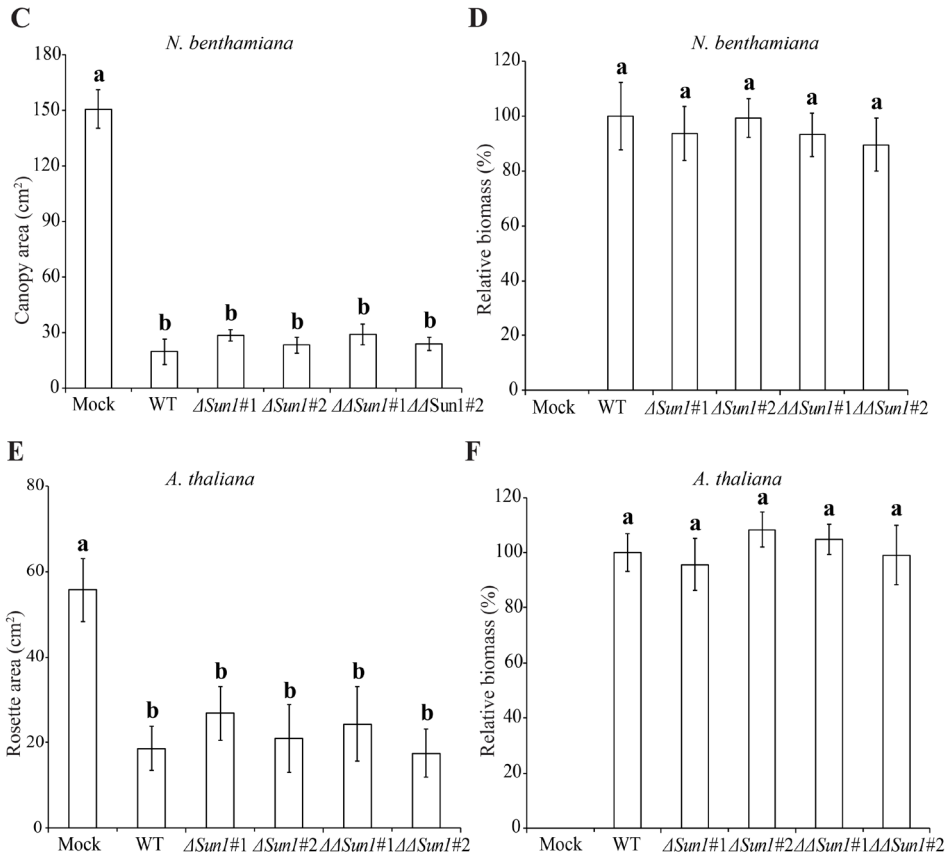 C
N. benthamiana
Canopy area (cm²)
180
150
120
90
60
30
0
a
b
b
b
b
b
Mock WT ΔSun1#1 ΔSun1#2 ΔΔSun1#1 ΔΔSun1#2
D
N. benthamiana
Relative biomass (%)
120
100
80
60
40
20
0
a
a
a
a
a
Mock WT ΔSun1#1 ΔSun1#2 ΔΔSun1#1 ΔΔSun1#2
E
A. thaliana
Rosette area (cm²)
80
60
40
20
0
a
b
b
b
b
b
Mock WT ΔSun1#1 ΔSun1#2 ΔΔSun1#1 ΔΔSun1#2
F
A. thaliana
Relative biomass (%)
120
100
80
60
40
20
0
a
a
a
a
a
Mock WT ΔSun1#1 ΔSun1#2 ΔΔSun1#1 ΔΔSun1#2